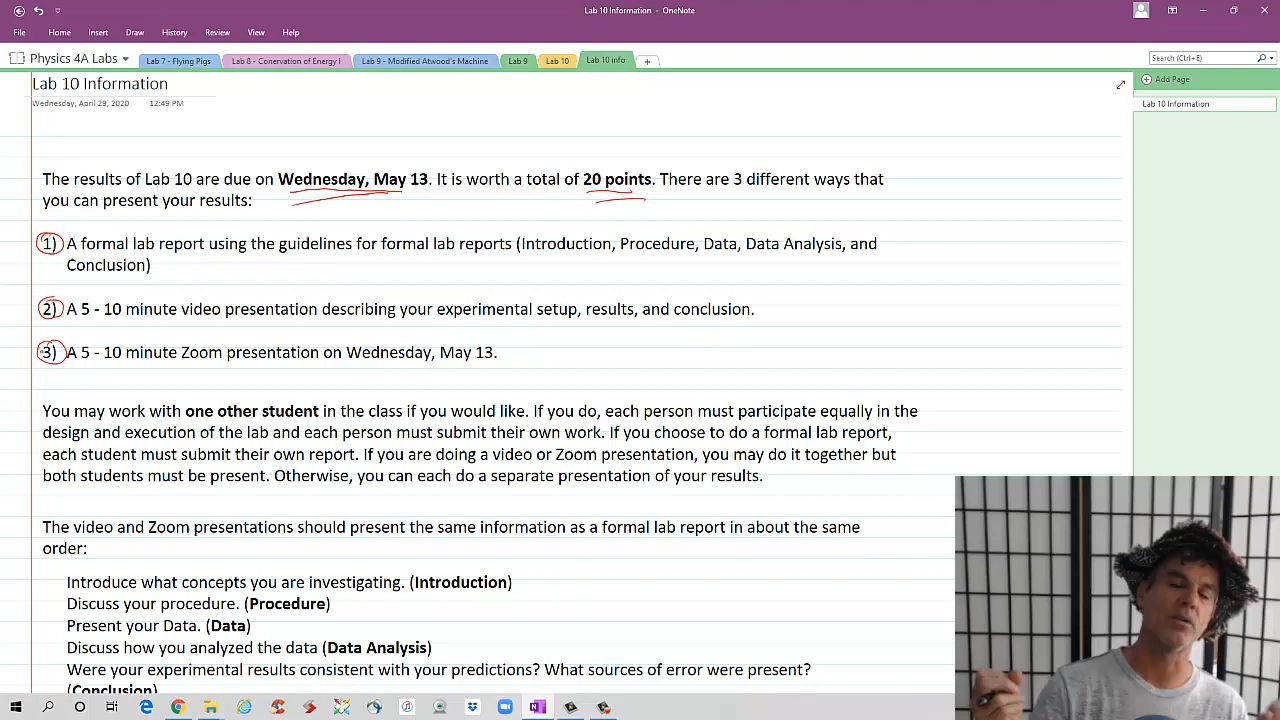 Lab 10 Information - OneNote
File Home Insert Draw History Review View Help
Physics 4A Labs Lab 7 - Flying Pigs Lab 8 - Conervation of Energy I Lab 9 - Modified Atwood's Machine Lab 9 Lab 10 Lab 10 info Search (Ctrl+E)
Lab 10 Information
Add Page
Wednesday, April 29, 2020 12:49 PM
Lab 10 Information
The results of Lab 10 are due on Wednesday, May 13. It is worth a total of 20 points. There are 3 different ways that
you can present your results:
1) A formal lab report using the guidelines for formal lab reports (Introduction, Procedure, Data, Data Analysis, and
Conclusion)
2) A 5 - 10 minute video presentation describing your experimental setup, results, and conclusion.
3) A 5 - 10 minute Zoom presentation on Wednesday, May 13.
You may work with one other student in the class if you would like. If you do, each person must participate equally in the
design and execution of the lab and each person must submit their own work. If you choose to do a formal lab report,
each student must submit their own report. If you are doing a video or Zoom presentation, you may do it together but
both students must be present. Otherwise, you can each do a separate presentation of your results.
The video and Zoom presentations should present the same information as a formal lab report in about the same
order:
Introduce what concepts you are investigating. (Introduction)
Discuss your procedure. (Procedure)
Present your Data. (Data)
Discuss how you analyzed the data (Data Analysis)
Were your experimental results consistent with your predictions? What sources of error were present?
(Conclusion)